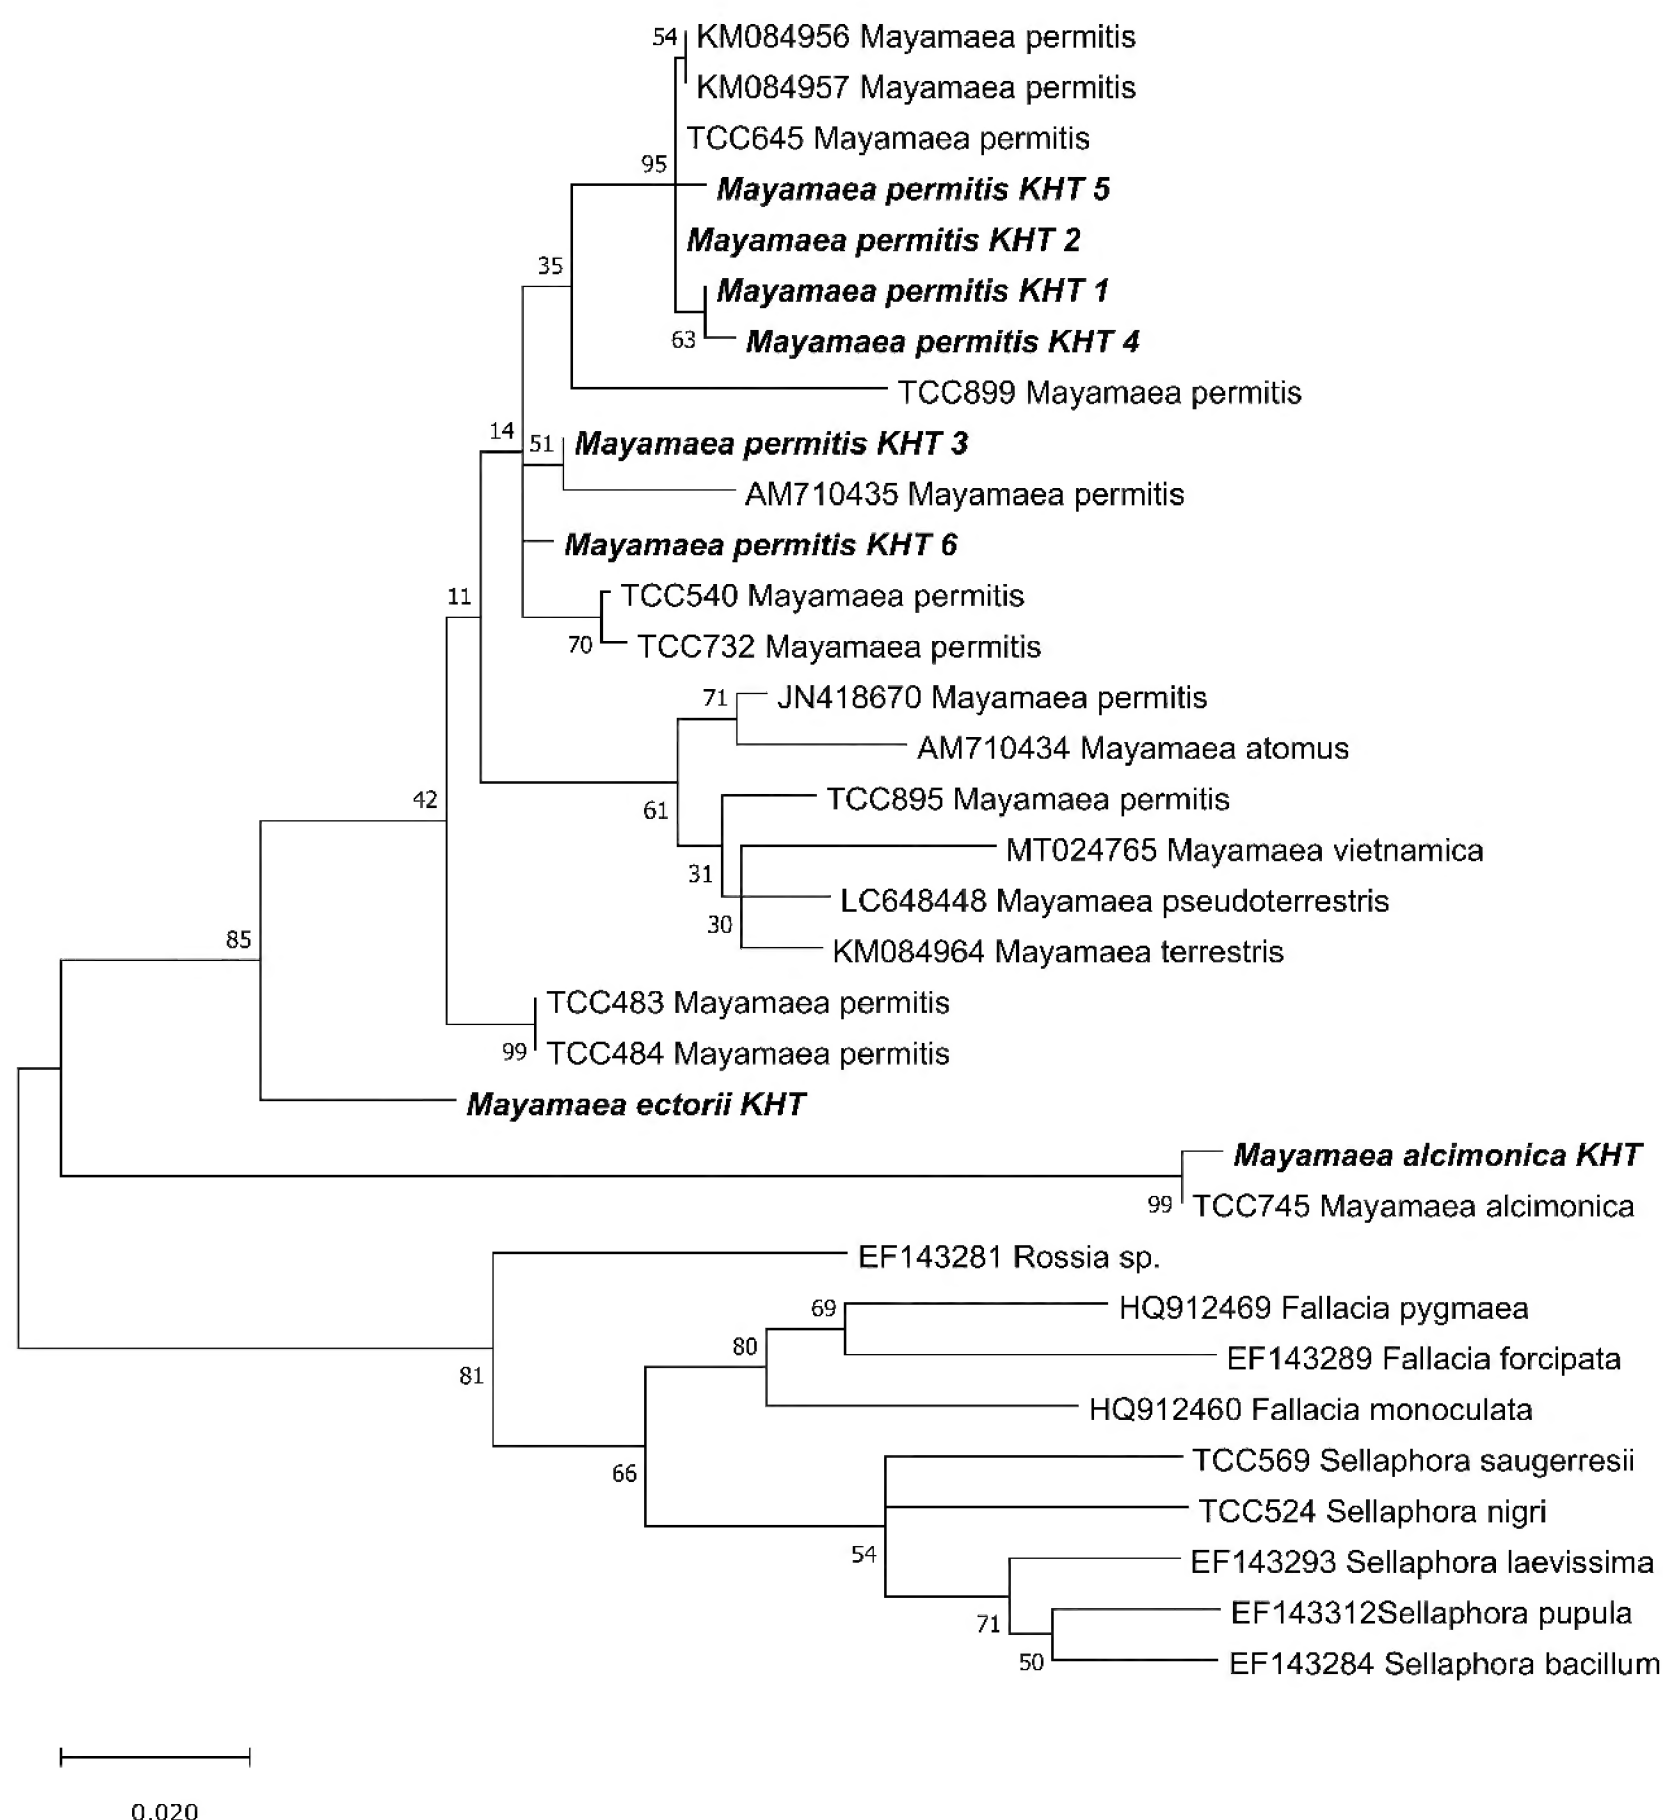 54 KM084956 Mayamaea permitis
KM084957 Mayamaea permitis
TCC645 Mayamaea permitis
95
Mayamaea permitis KHT 5
Mayamaea permitis KHT 2
35
Mayamaea permitis KHT 1
63 Mayamaea permitis KHT 4
TCC899 Mayamaea permitis
14
51 Mayamaea permitis KHT 3
AM710435 Mayamaea permitis
Mayamaea permitis KHT 6
11
TCC540 Mayamaea permitis
70 TCC732 Mayamaea permitis
71 JN418670 Mayamaea permitis
AM710434 Mayamaea atomus
42
TCC895 Mayamaea permitis
61
MT024765 Mayamaea vietnamica
31
LC648448 Mayamaea pseudoterrestris
30
85
KM084964 Mayamaea terrestris
TCC483 Mayamaea permitis
99 TCC484 Mayamaea permitis
Mayamaea ectorii KHT
Mayamaea alcimonica KHT
99 TCC745 Mayamaea alcimonica
EF143281 Rossia sp.
69 HQ912469 Fallacia pygmaea
80
EF143289 Fallacia forcipata
81
HQ912460 Fallacia monoculata
66
TCC569 Sellaphora saugerresii
TCC524 Sellaphora nigri
54
EF143293 Sellaphora laevissima
71
EF143312Sellaphora pupula
50 EF143284 Sellaphora bacillum
0.020